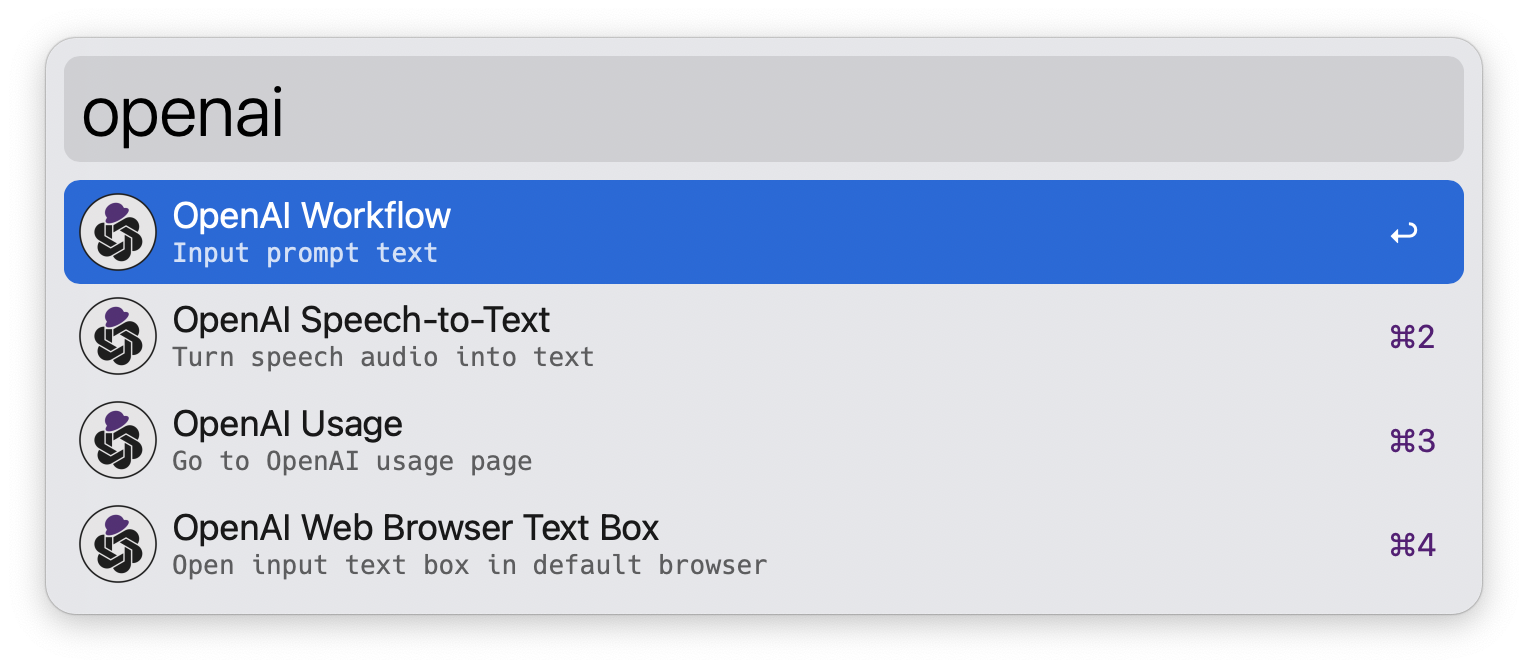 openai
OpenAI Workflow
Input prompt text
↩
OpenAI Speech-to-Text
Turn speech audio into text
⌘2
OpenAI Usage
Go to OpenAI usage page
⌘3
OpenAI Web Browser Text Box
Open input text box in default browser
⌘4